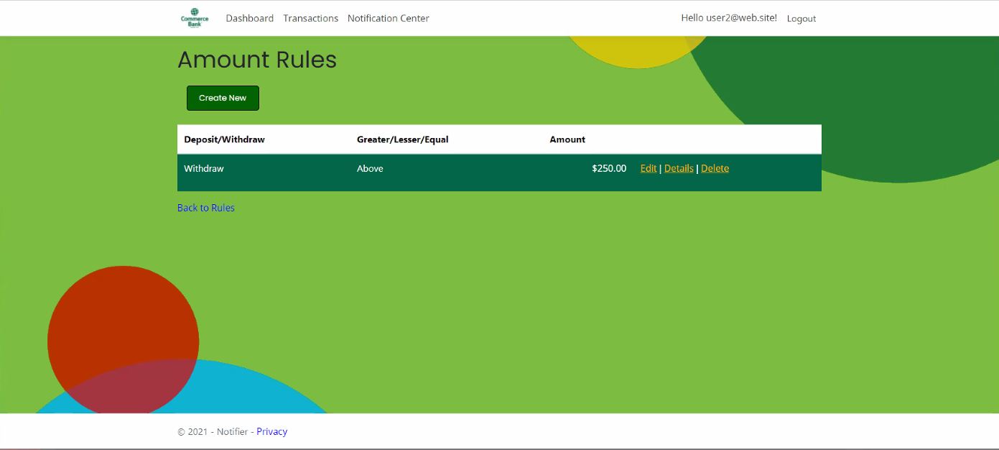 Commerce
Bank
Dashboard Transactions Notification Center Hello user2@web.site! Logout
Amount Rules
Create New
Deposit/Withdraw Greater/Lesser/Equal Amount
Withdraw Above $250.00 Edit | Details | Delete
Back to Rules
© 2021 - Notifier - Privacy